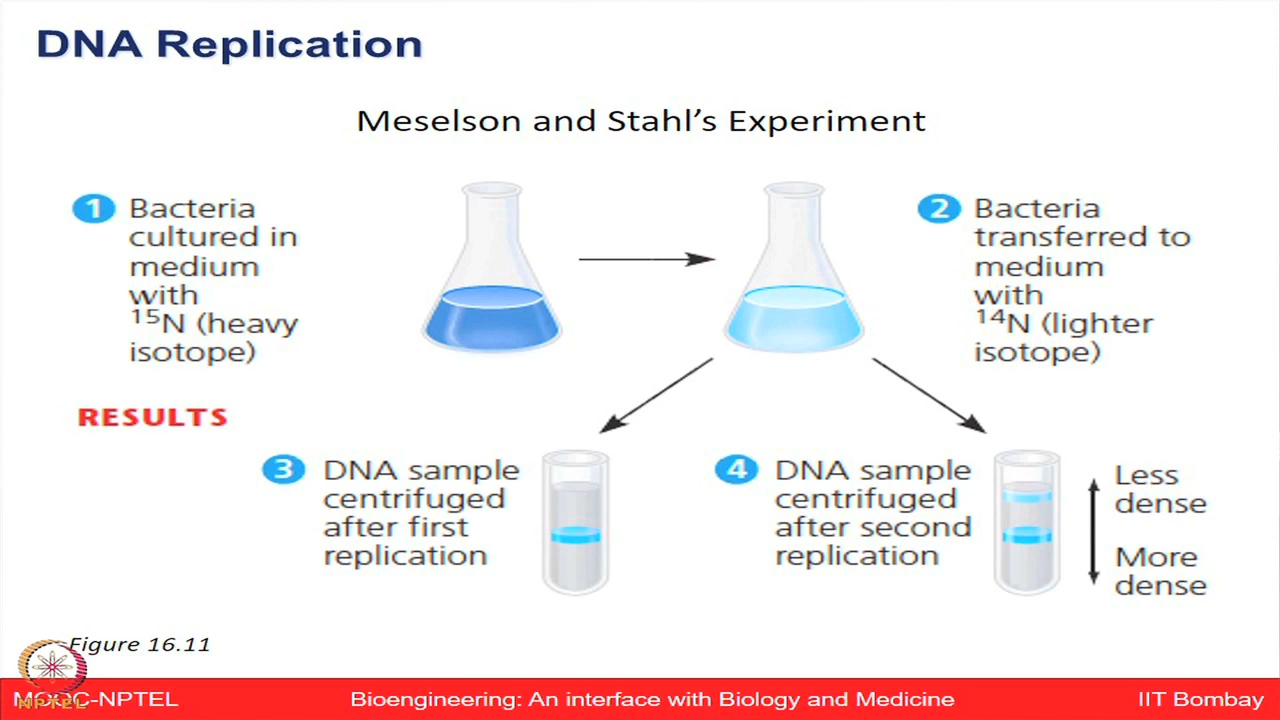 DNA Replication
Meselson and Stahl's Experiment
1 Bacteria
cultured in
medium
with
¹⁵N (heavy
isotope)
2 Bacteria
transferred to
medium
with
¹⁴N (lighter
isotope)
RESULTS
3 DNA sample
centrifuged
after first
replication
4 DNA sample
centrifuged
after second
replication
Less
dense
More
dense
Figure 16.11
MOOC-NPTEL Bioengineering: An interface with Biology and Medicine IIT Bombay
NPTEL